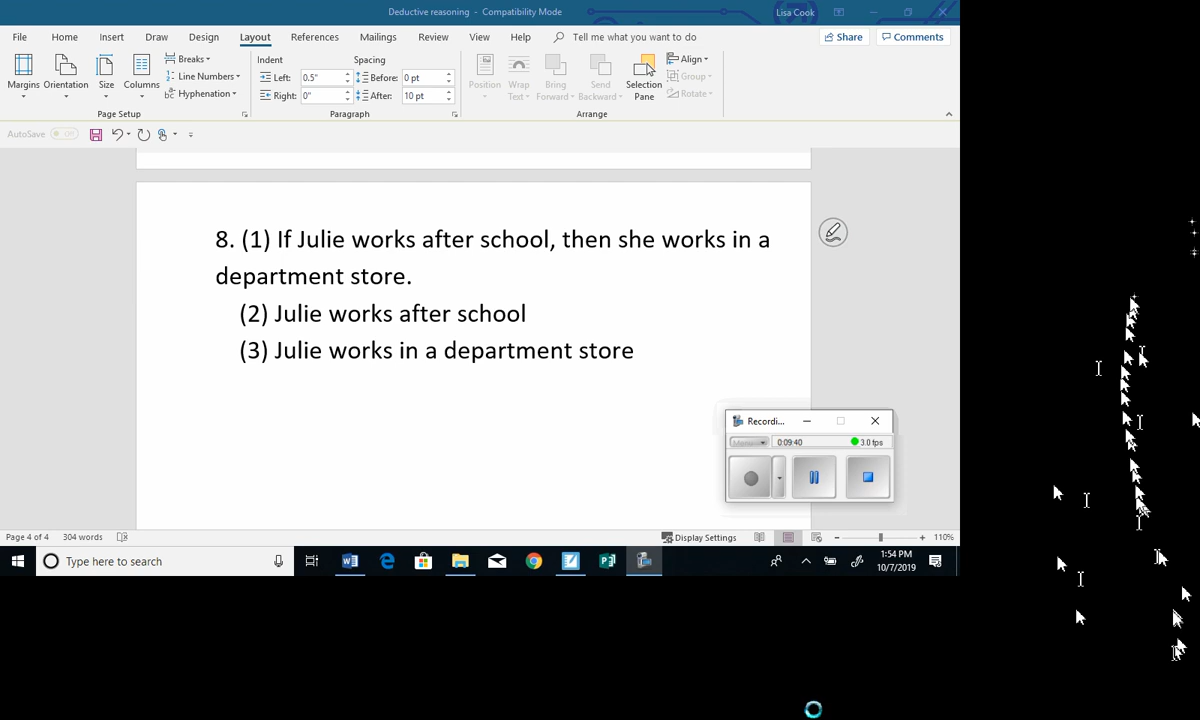 Deductive reasoning - Compatibility Mode
Lisa Cook
File Home Insert Draw Design Layout References Mailings Review View Help Tell me what you want to do Share Comments
Margins
Orientation
Size
Columns
Breaks
Line Numbers
Hyphenation
Page Setup
Indent
Left: 0.5"
Right: 0"
Spacing
Before: 0 pt
After: 10 pt
Paragraph
Position
Wrap Text
Bring Forward
Send Backward
Selection Pane
Align
Group
Rotate
Arrange
AutoSave Off
8. (1) If Julie works after school, then she works in a
department store.
(2) Julie works after school
(3) Julie works in a department store
Recordi...
0:09:40 3.0 fps
Page 4 of 4 304 words Display Settings 110%
Type here to search
1:54 PM
10/7/2019